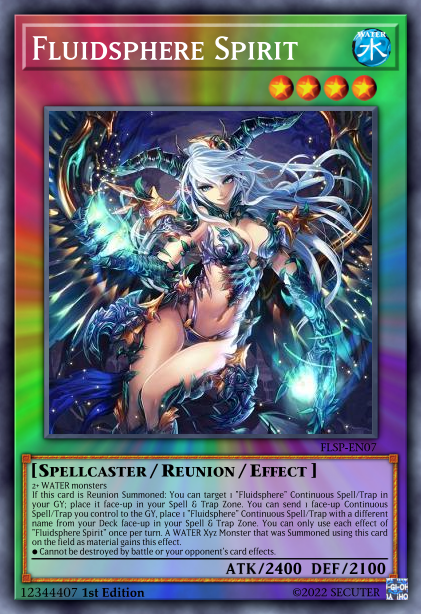 Fluidsphere Spirit
WATER
水
FLSP-EN07
[Spellcaster / Reunion / Effect ]
2+ WATER monsters
If this card is Reunion Summoned: You can target 1 "Fluidsphere" Continuous Spell/Trap in
your GY; place it face-up in your Spell & Trap Zone. You can send 1 face-up Continuous
Spell/Trap you control to the GY, place 1 "Fluidsphere" Continuous Spell/Trap with a different
name from your Deck face-up in your Spell & Trap Zone. You can only use each effect of
"Fluidsphere Spirit" once per turn. A WATER Xyz Monster that was Summoned using this card
on the field as material gains this effect.
● Cannot be destroyed by battle or your opponent's card effects.
ATK/2400 DEF/2100
12344407 1st Edition
©2022 SECUTER